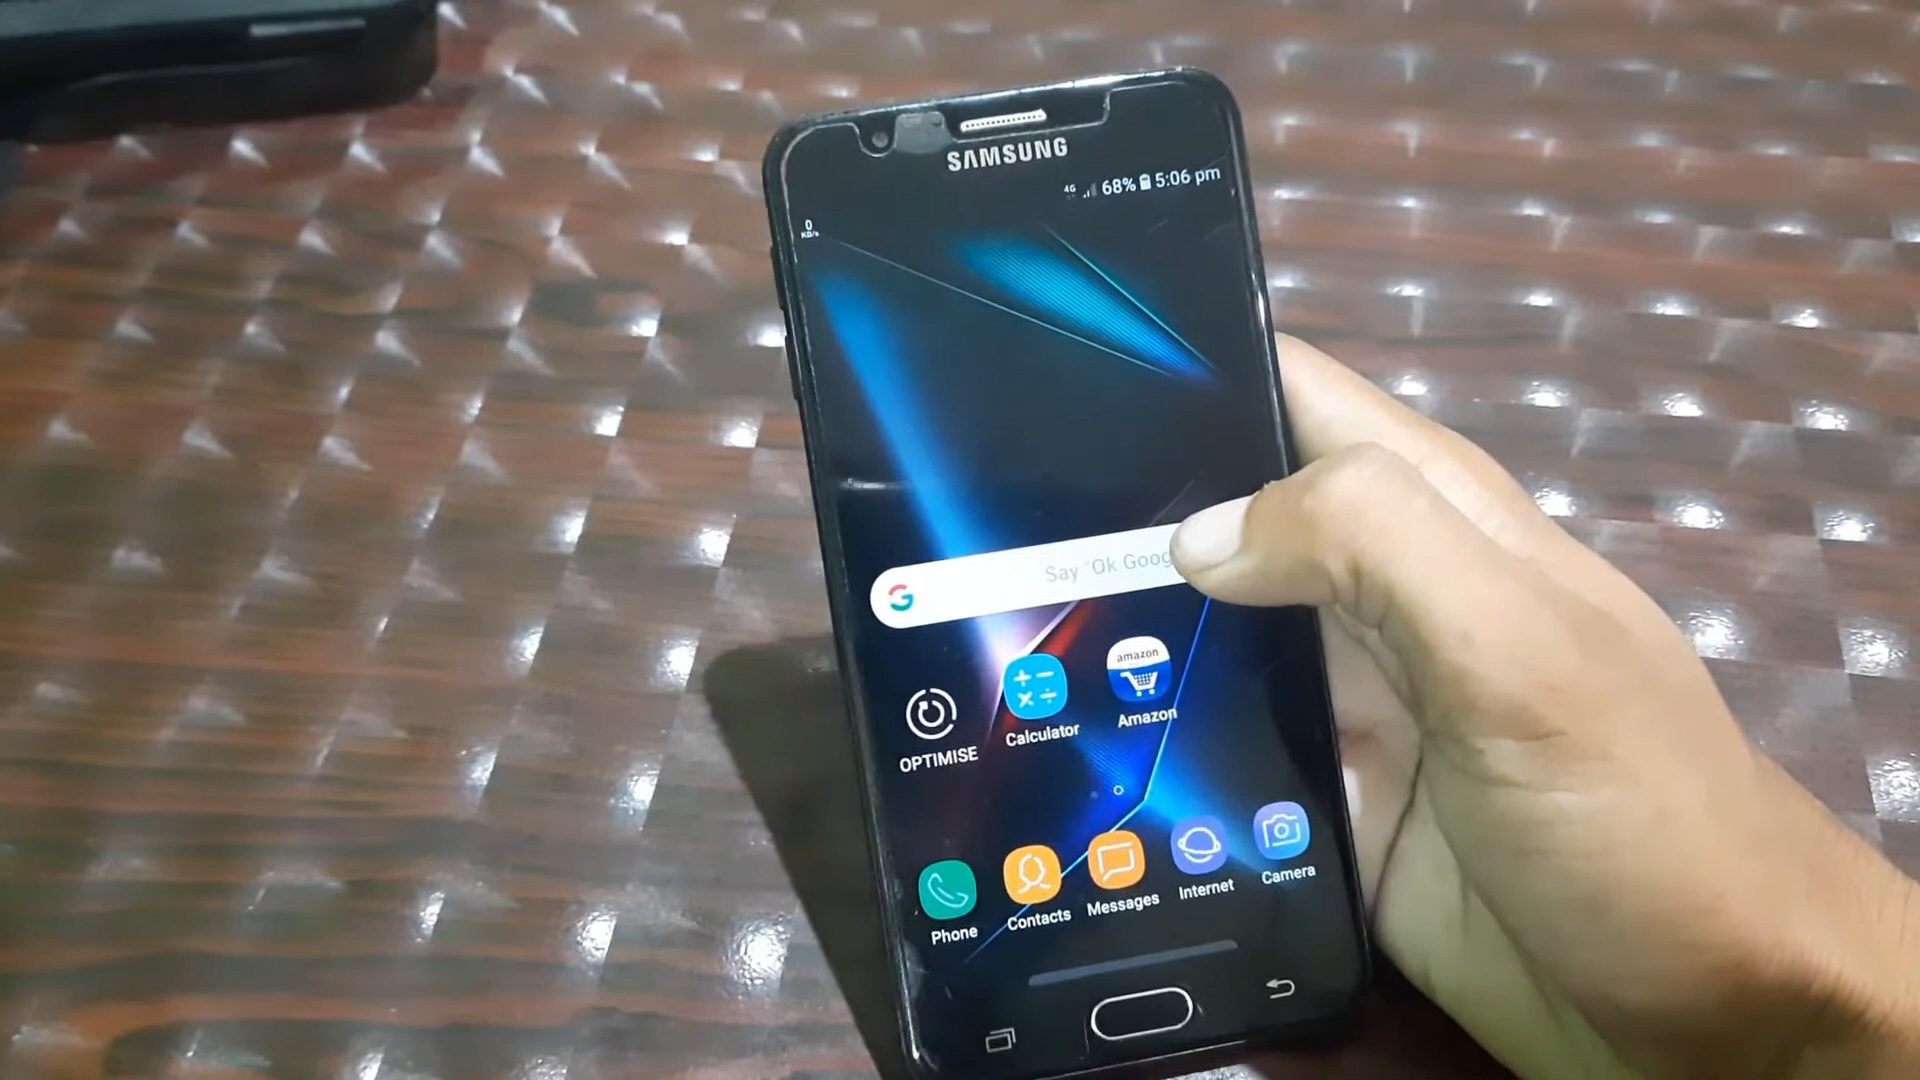 SAMSUNG
4G 68% 5:06 pm
0
KB/s
G Say "Ok Goog
amazon
OPTIMISE
Calculator
Amazon
Phone
Contacts
Messages
Internet
Camera